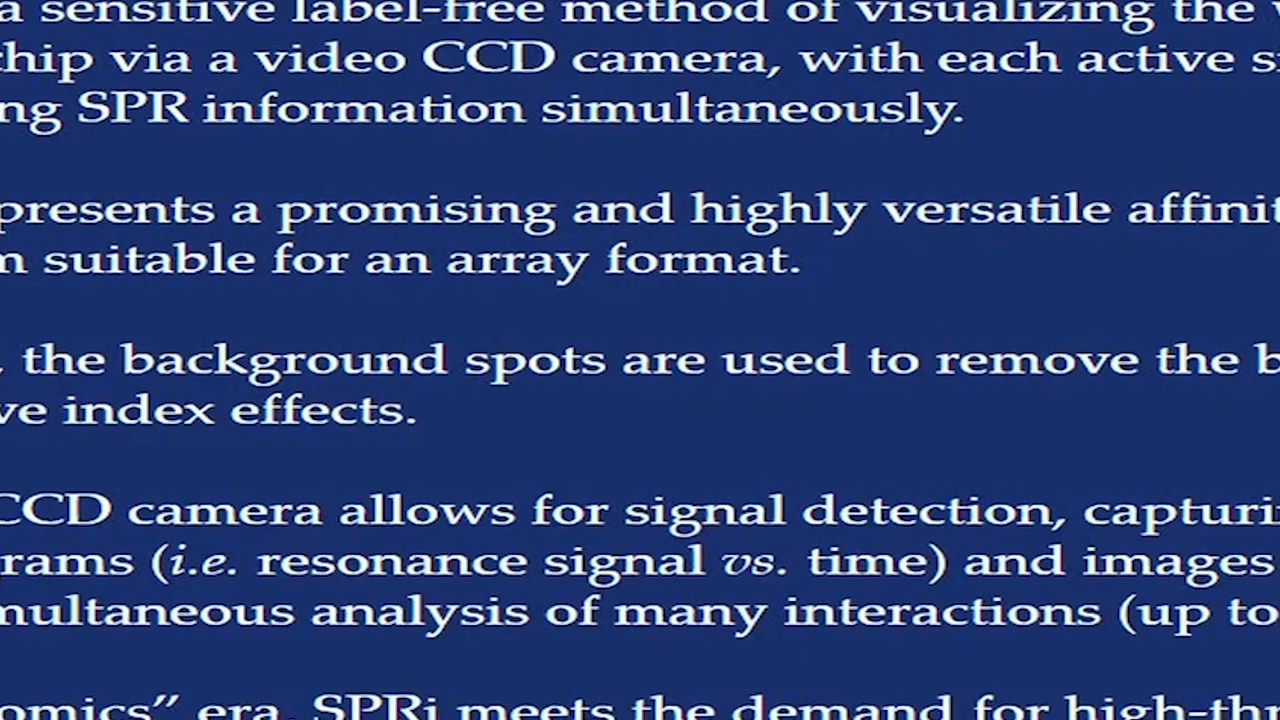 a sensitive label-free method of visualizing the
chip via a video CCD camera, with each active
ng SPR information simultaneously.
presents a promising and highly versatile affinit
m suitable for an array format.
, the background spots are used to remove the b
ve index effects.
CCD camera allows for signal detection, capturi
rams (i.e. resonance signal vs. time) and images
multaneous analysis of many interactions (up to
omics” era, SPRi meets the demand for high-thr